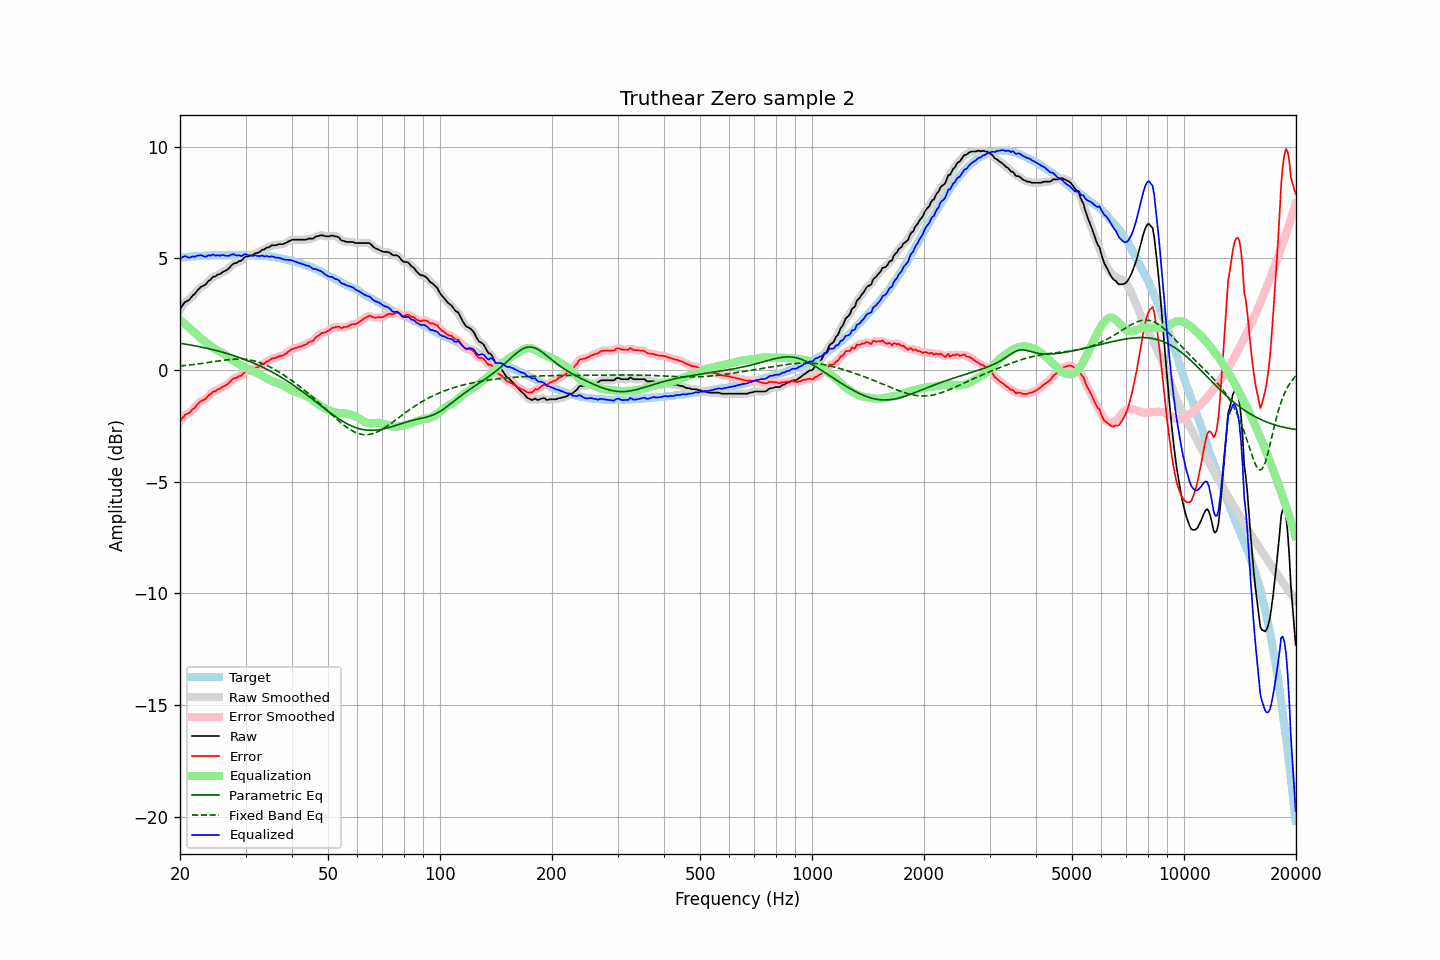 Truthear Zero sample 2
10
5
0
−5
−10
−15
−20
Amplitude (dBr)
Target
Raw Smoothed
Error Smoothed
Raw
Error
Equalization
Parametric Eq
Fixed Band Eq
Equalized
20 50 100 200 500 1000 2000 5000 10000 20000
Frequency (Hz)